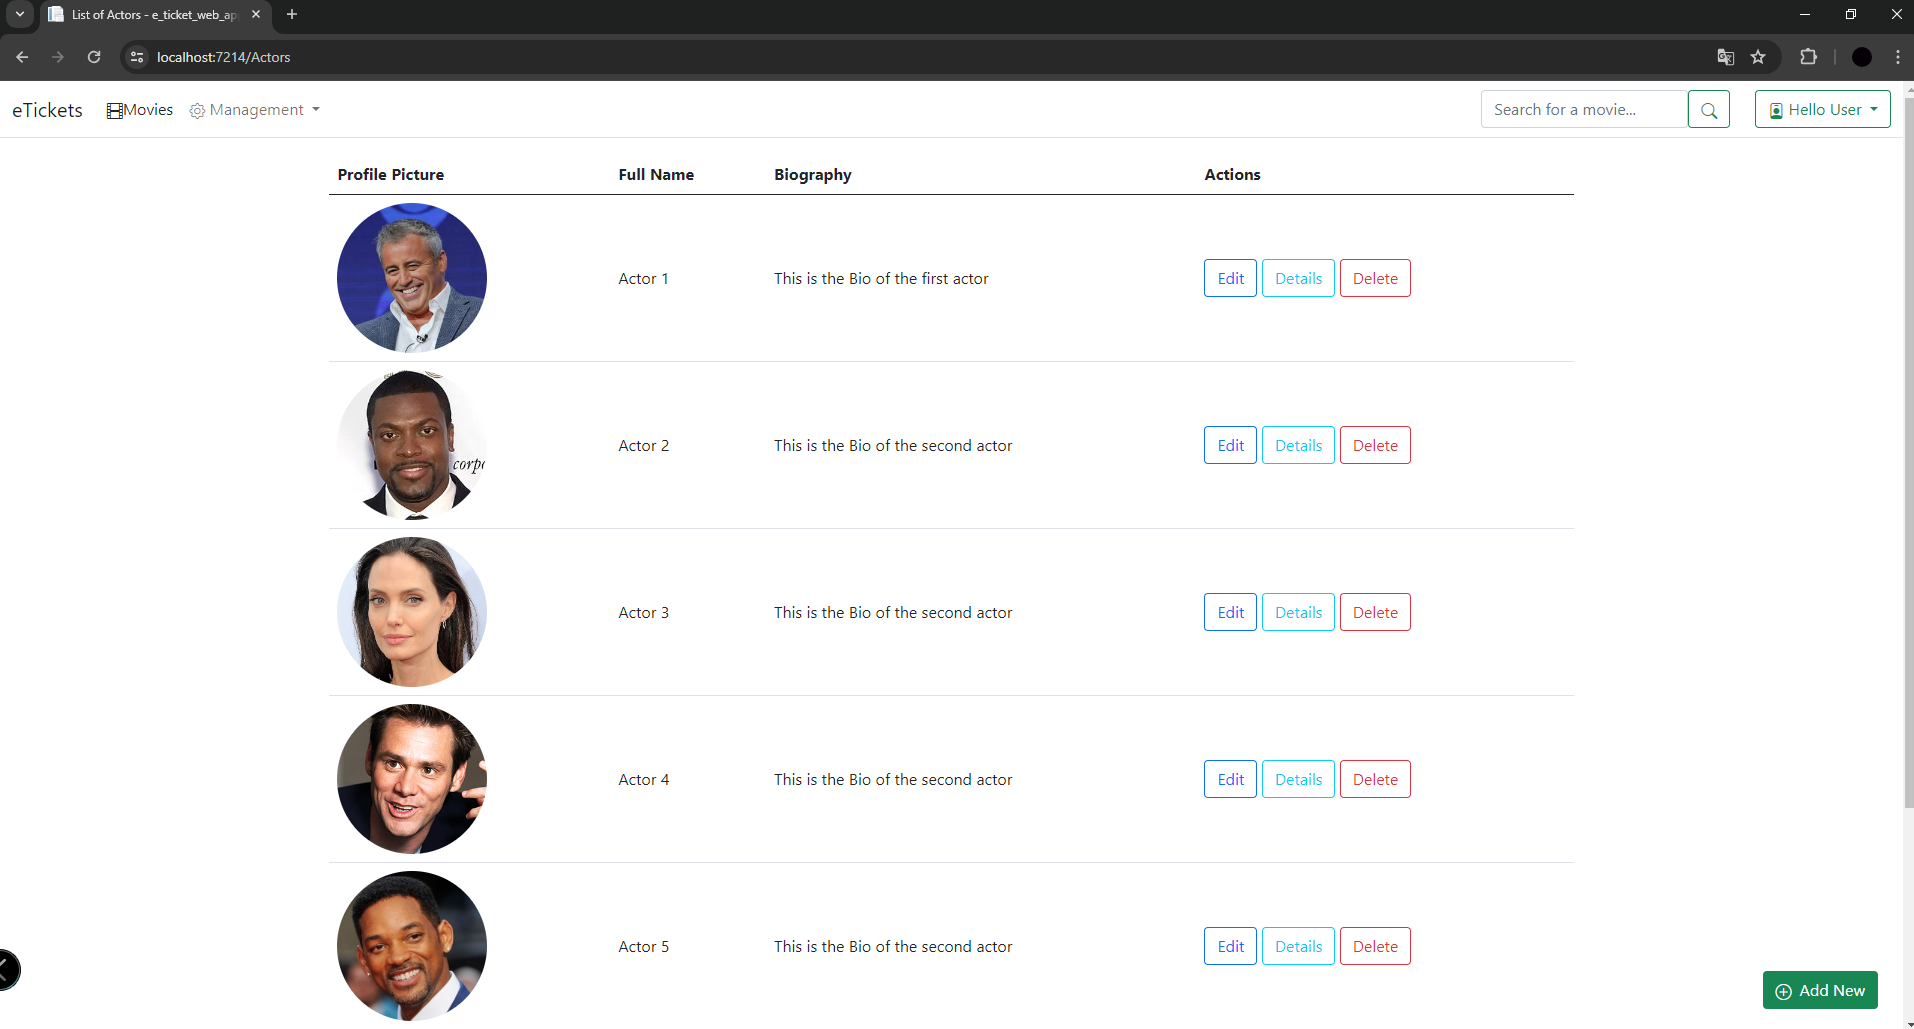 List of Actors - e_ticket_web_ap
localhost:7214/Actors
eTickets Movies Management Search for a movie... Hello User
Profile Picture Full Name Biography Actions
Actor 1 This is the Bio of the first actor Edit Details Delete
corpo
Actor 2 This is the Bio of the second actor Edit Details Delete
Actor 3 This is the Bio of the second actor Edit Details Delete
Actor 4 This is the Bio of the second actor Edit Details Delete
Actor 5 This is the Bio of the second actor Edit Details Delete
Add New